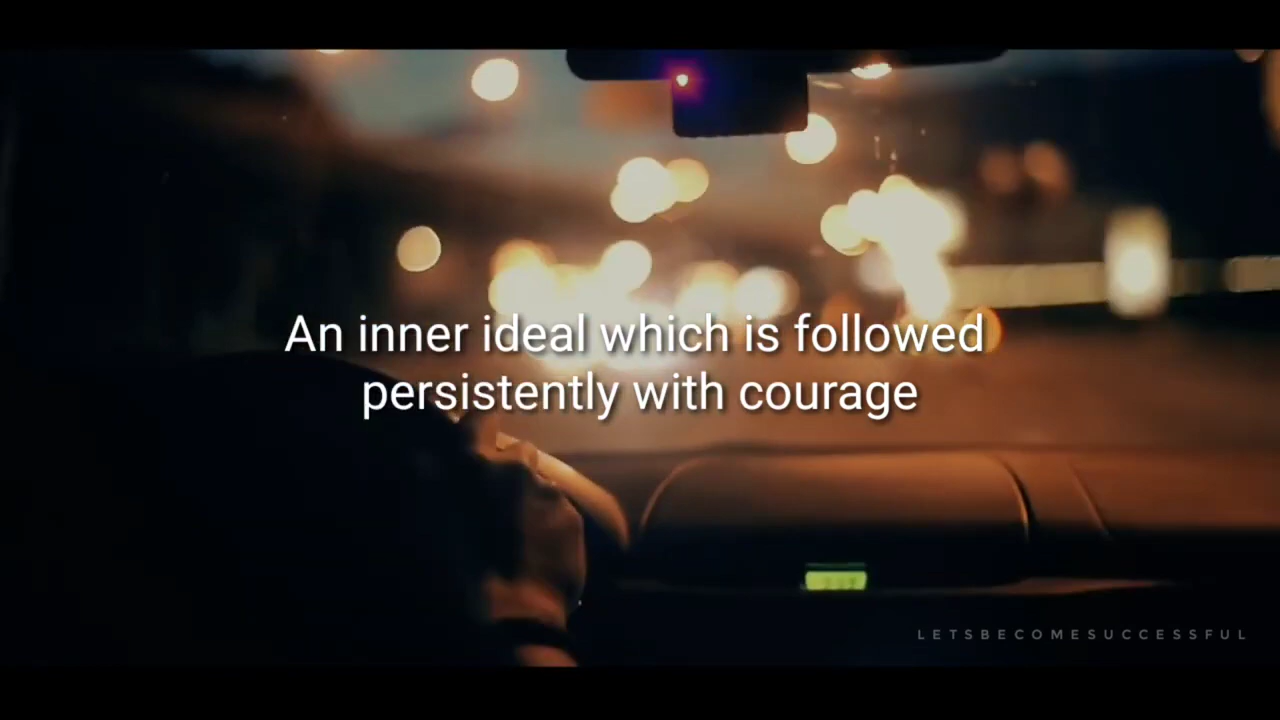 An inner ideal which is followed
persistently with courage
LETSBECOMESUCCESSFUL